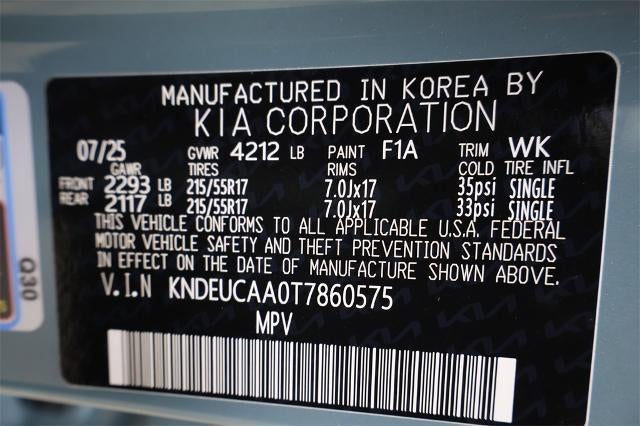 MANUFACTURED IN KOREA BY
KIA CORPORATION
07/25 GVWR 4212 LB PAINT F1A TRIM WK
GAWR TIRES RIMS COLD TIRE INFL
FRONT 2293 LB 215/55R17 7.0Jx17 35psi SINGLE
REAR 2117 LB 215/55R17 7.0Jx17 33psi SINGLE
THIS VEHICLE CONFORMS TO ALL APPLICABLE U.S.A. FEDERAL
MOTOR VEHICLE SAFETY AND THEFT PREVENTION STANDARDS
IN EFFECT ON THE DATE OF MANUFACTURE SHOWN ABOVE.
V.I.N KNDEUCAA0T7860575
MPV
Q30